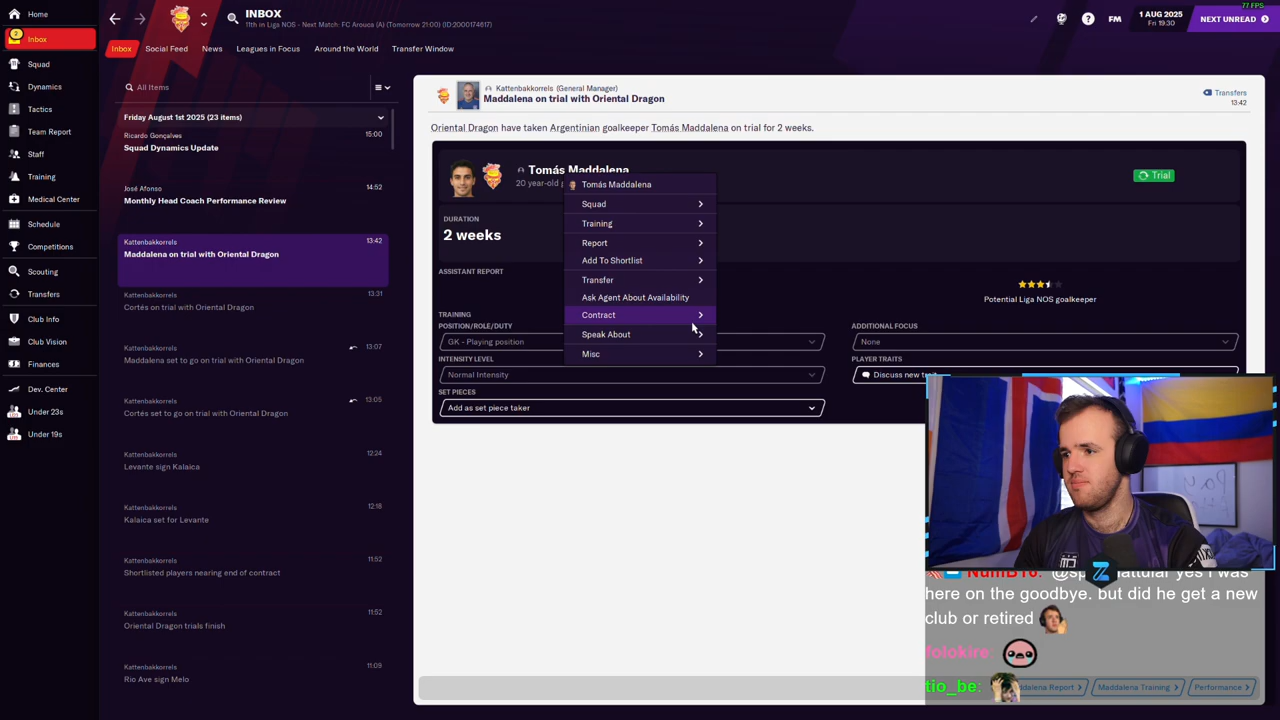 77 FPS
Home
2
Inbox
Squad
Dynamics
Tactics
Team Report
Staff
Training
Medical Center
Schedule
Competitions
Scouting
Transfers
Club Info
Club Vision
Finances
Dev. Center
Under 23s
Under 19s
INBOX
11th in Liga NOS - Next Match: FC Arouca (A) (Tomorrow 21:00) (ID:2000174617)
FM
1 AUG 2025
Fri 19:30
NEXT UNREAD
Inbox
Social Feed
News
Leagues in Focus
Around the World
Transfer Window
All Items
Friday August 1st 2025 (23 items)
Ricardo Gonçalves 15:00
Squad Dynamics Update
José Afonso 14:52
Monthly Head Coach Performance Review
Kattenbakkorrels 13:42
Maddalena on trial with Oriental Dragon
Kattenbakkorrels 13:31
Cortés on trial with Oriental Dragon
Kattenbakkorrels 13:07
Maddalena set to go on trial with Oriental Dragon
Kattenbakkorrels 13:05
Cortés set to go on trial with Oriental Dragon
Kattenbakkorrels 12:24
Levante sign Kalaica
Kattenbakkorrels 12:18
Kalaica set for Levante
Kattenbakkorrels 11:52
Shortlisted players nearing end of contract
Kattenbakkorrels 11:52
Oriental Dragon trials finish
Kattenbakkorrels 11:09
Rio Ave sign Melo
Kattenbakkorrels (General Manager)
Maddalena on trial with Oriental Dragon
Transfers
13:42
Oriental Dragon have taken Argentinian goalkeeper Tomás Maddalena on trial for 2 weeks.
Tomás Maddalena
20 year-old
Trial
DURATION
2 weeks
ASSISTANT REPORT
Potential Liga NOS goalkeeper
TRAINING
POSITION/ROLE/DUTY
GK - Playing position
INTENSITY LEVEL
Normal Intensity
SET PIECES
Add as set piece taker
ADDITIONAL FOCUS
None
PLAYER TRAITS
Discuss new
Tomás Maddalena
Squad
Training
Report
Add To Shortlist
Transfer
Ask Agent About Availability
Contract
Speak About
Misc
yes I was
here on the goodbye. but did he get a new
club or retired
folokire
tio_be:
Report
Maddalena Training
Performance